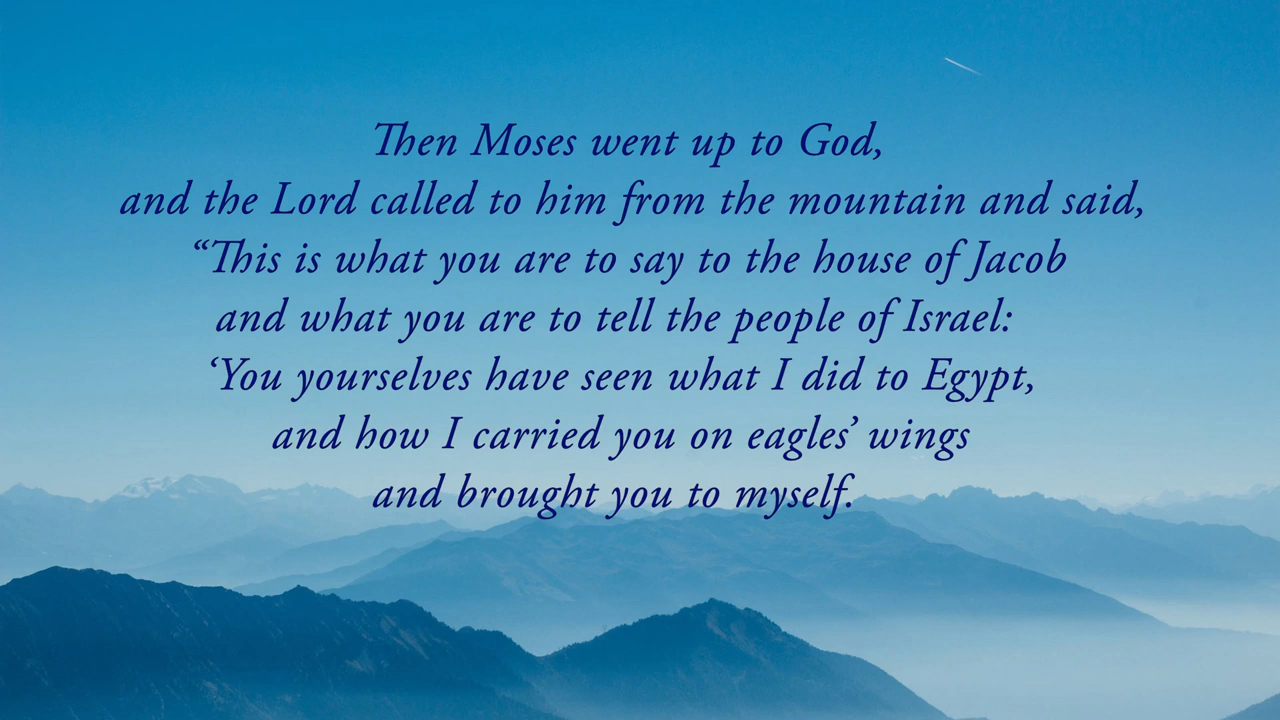 Then Moses went up to God,
and the Lord called to him from the mountain and said,
“This is what you are to say to the house of Jacob
and what you are to tell the people of Israel:
‘You yourselves have seen what I did to Egypt,
and how I carried you on eagles’ wings
and brought you to myself.